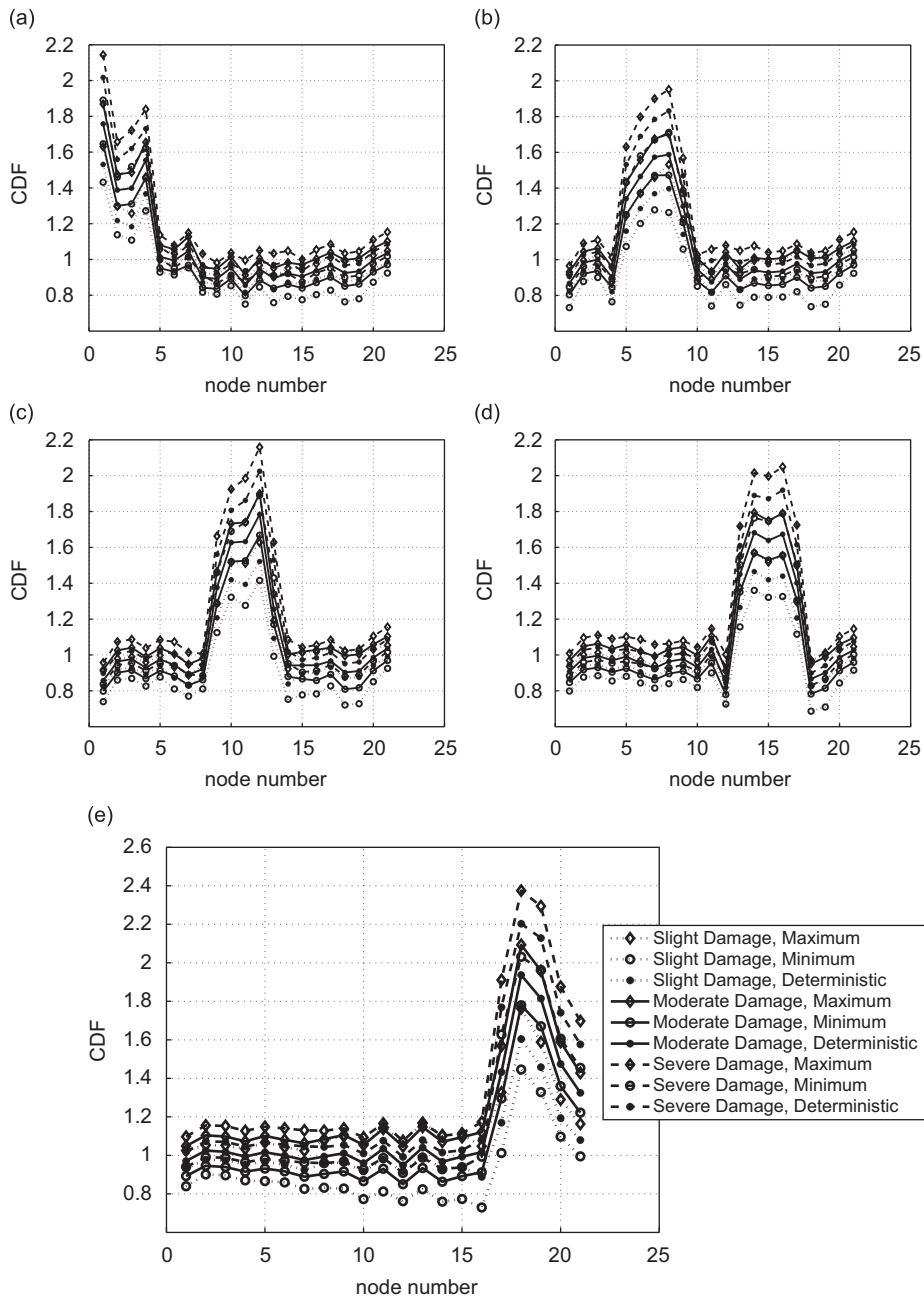 (a)
2.2
2
1.8
1.6
1.4
1.2
1
0.8
CDF
0 5 10 15 20 25
node number
(b)
2.2
2
1.8
1.6
1.4
1.2
1
0.8
CDF
0 5 10 15 20 25
node number
(c)
2.2
2
1.8
1.6
1.4
1.2
1
0.8
CDF
0 5 10 15 20 25
node number
(d)
2.2
2
1.8
1.6
1.4
1.2
1
0.8
CDF
0 5 10 15 20 25
node number
(e)
2.6
2.4
2.2
2
1.8
1.6
1.4
1.2
1
0.8
CDF
0 5 10 15 20 25
node number
Slight Damage, Maximum
Slight Damage, Minimum
Slight Damage, Deterministic
Moderate Damage, Maximum
Moderate Damage, Minimum
Moderate Damage, Deterministic
Severe Damage, Maximum
Severe Damage, Minimum
Severe Damage, Deterministic